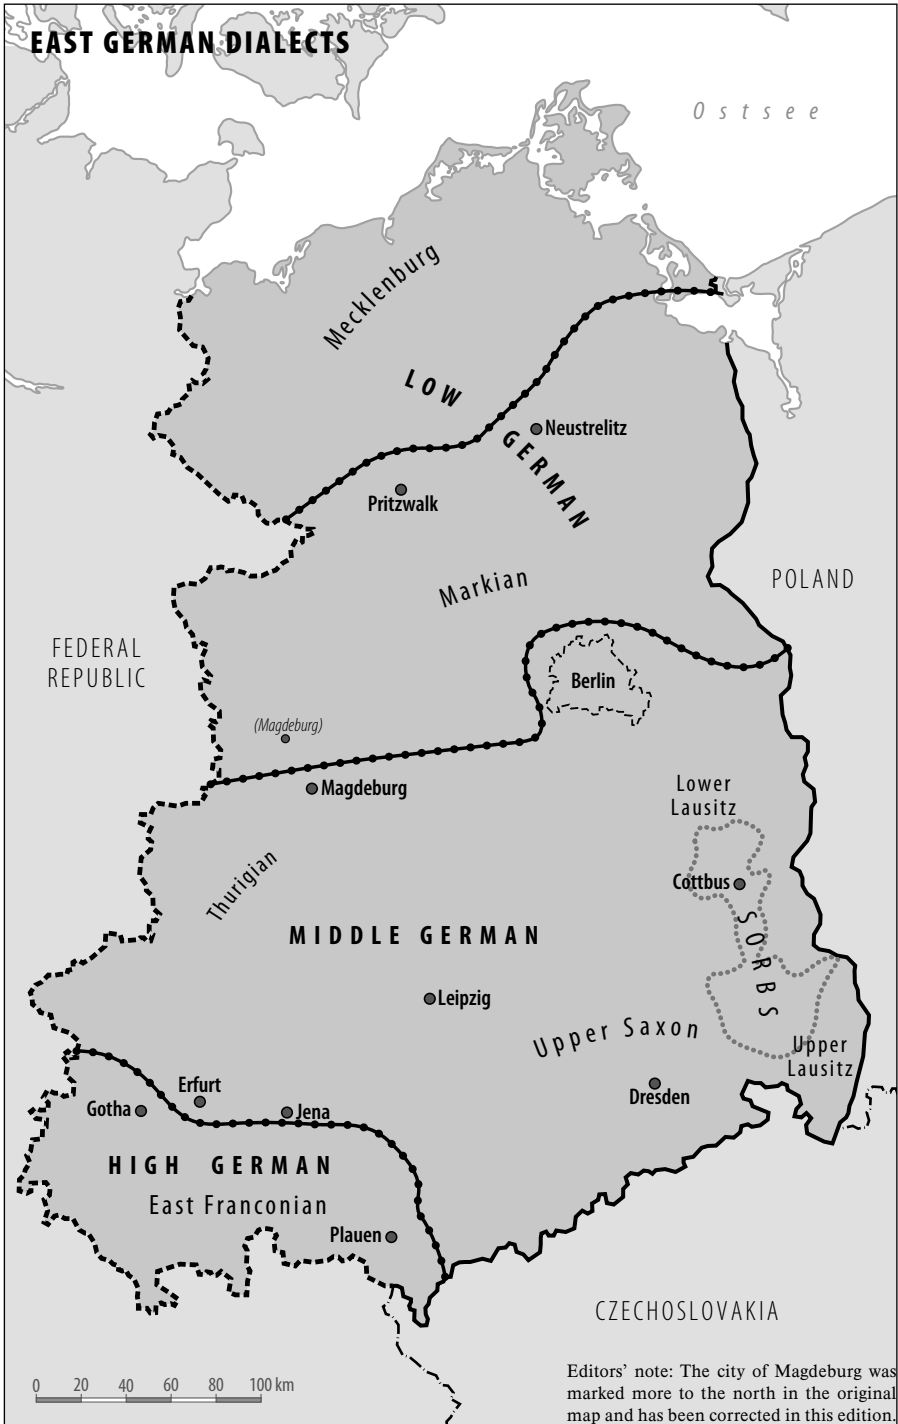 EAST GERMAN DIALECTS
Ostsee
Mecklenburg
LOW
GERMAN
Neustrelitz
Pritzwalk
Markian
POLAND
FEDERAL
REPUBLIC
Berlin
(Magdeburg)
Magdeburg
Lower
Lausitz
Thurigian
Cottbus
SORBS
MIDDLE GERMAN
Leipzig
Upper Saxon
Upper
Lausitz
Dresden
Erfurt
Gotha
Jena
HIGH GERMAN
East Franconian
Plauen
CZECHOSLOVAKIA
0 20 40 60 80 100 km
Editors' note: The city of Magdeburg was
marked more to the north in the original
map and has been corrected in this edition.